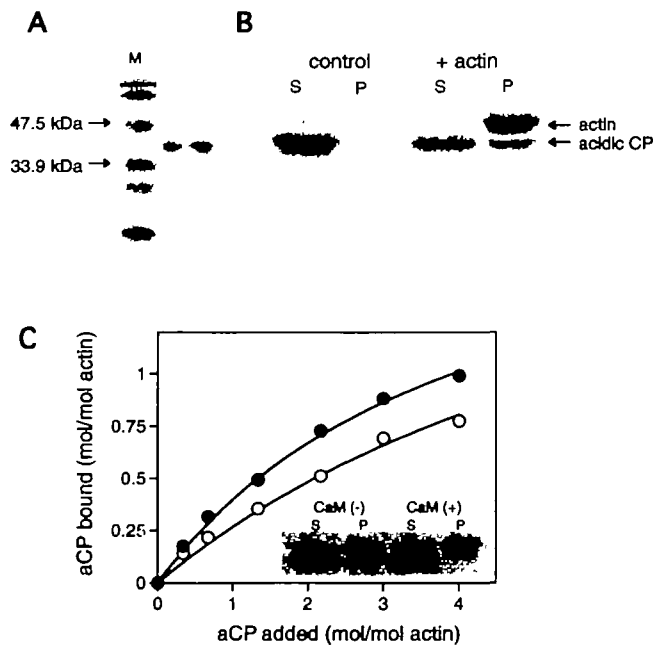 A
B
M
control
+ actin
S
P
S
P
47.5 kDa
33.9 kDa
actin
acidic CP
C
aCP bound (mol/mol actin)
1
0.75
0.5
0.25
0
CaM (-)
CaM (+)
S
P
S
P
0
1
2
3
4
aCP added (mol/mol actin)